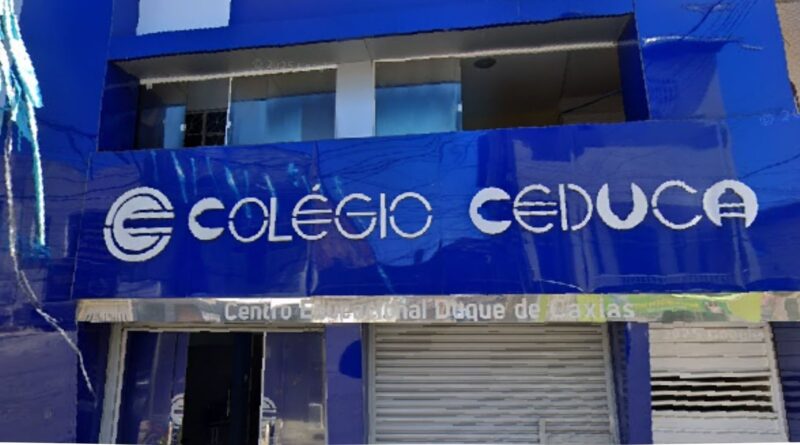 COLÉGIO CEDUCA
Centro Educacional Duque de Caxias